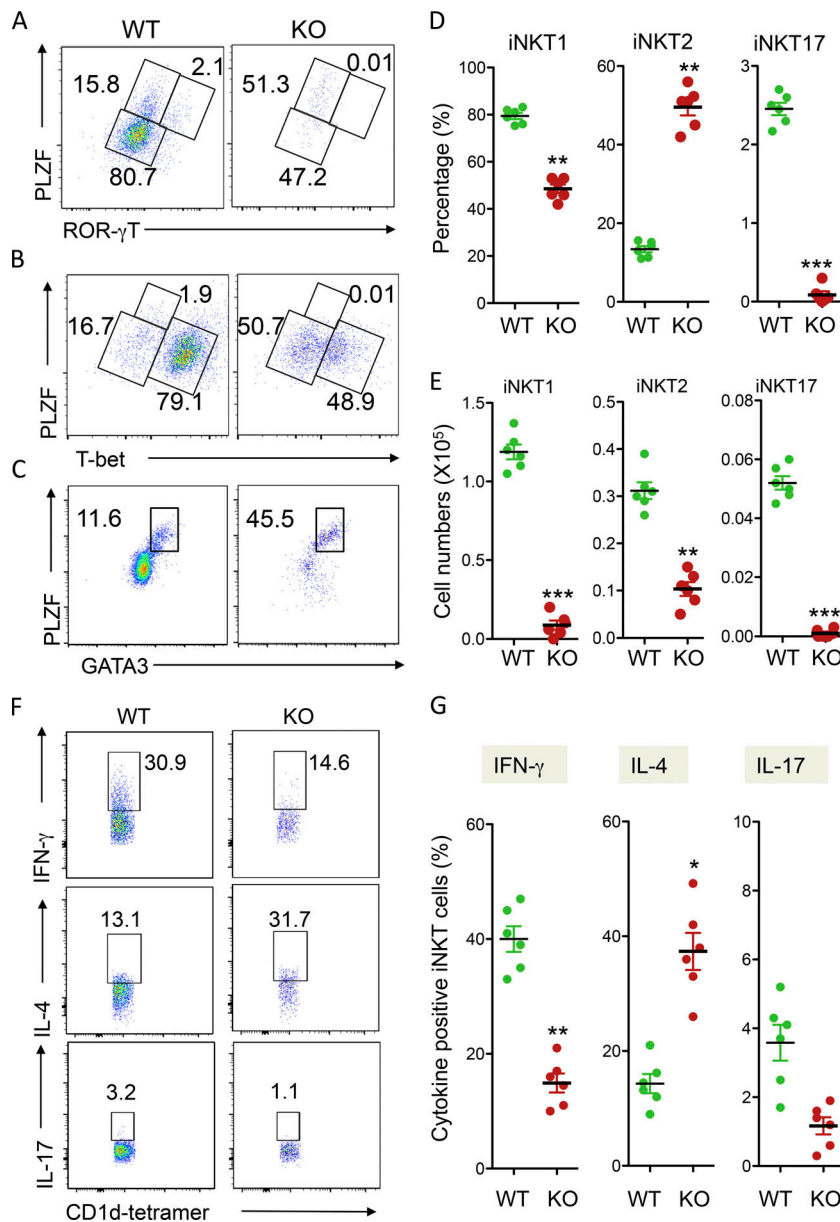 A
WT
KO
15.8
2.1
51.3
0.01
80.7
47.2
PLZF
ROR-γT
B
16.7
1.9
50.7
0.01
79.1
48.9
PLZF
T-bet
C
11.6
45.5
PLZF
GATA3
D
iNKT1
iNKT2
iNKT17
Percentage (%)
100
80
60
40
20
0
**
WT KO
60
40
20
0
**
WT KO
3
2
1
0
***
WT KO
E
iNKT1
iNKT2
iNKT17
Cell numbers (X10⁵)
1.5
1.0
0.5
0.0
***
WT KO
0.5
0.4
0.3
0.2
0.1
0.0
**
WT KO
0.08
0.06
0.04
0.02
0.00
***
WT KO
F
WT
KO
30.9
14.6
IFN-γ
13.1
31.7
IL-4
3.2
1.1
IL-17
CD1d-tetramer
G
IFN-γ
IL-4
IL-17
Cytokine positive iNKT cells (%)
60
40
20
0
**
WT KO
60
40
20
0
*
WT KO
10
8
6
4
2
0
WT KO